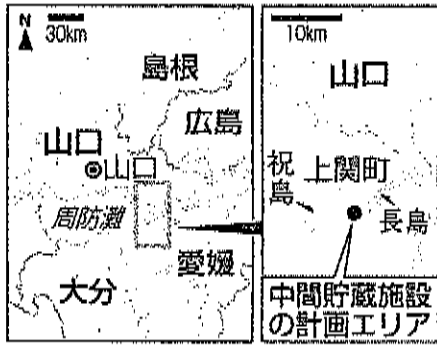 N
30km
島根
広島
山口
山口
周防灘
愛媛
大分
10km
山口
祝島
上関町
長島
中間貯蔵施設
の計画エリア